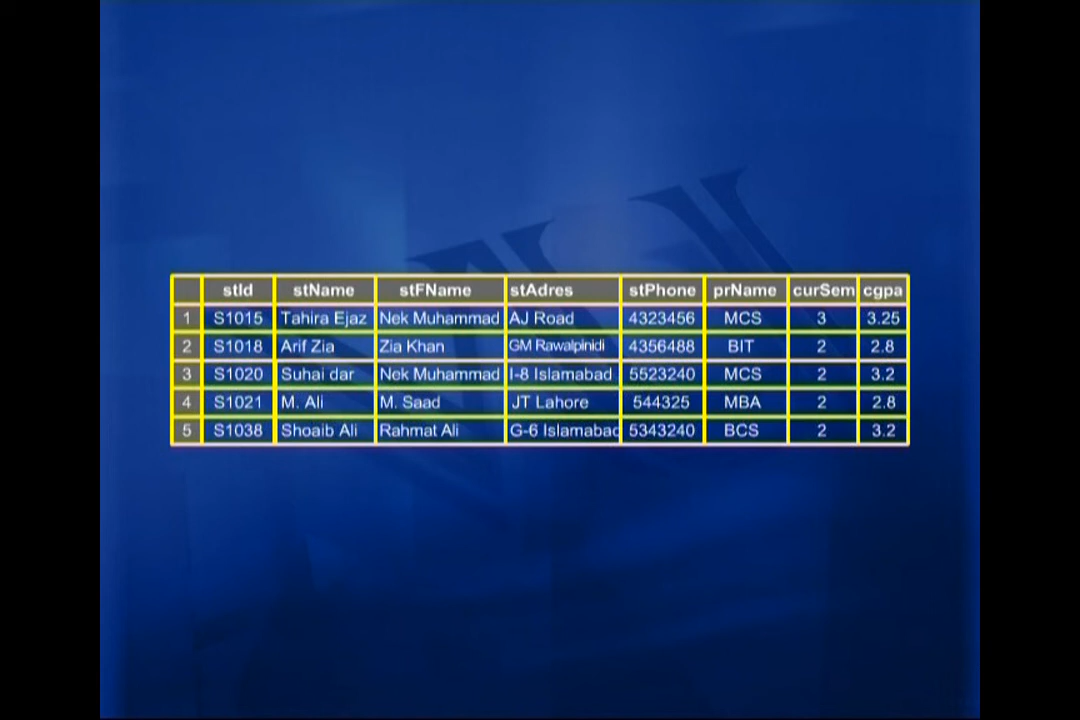 stId stName stFName stAdres stPhone prName curSem cgpa
1 S1015 Tahira Ejaz Nek Muhammad AJ Road 4323456 MCS 3 3.25
2 S1018 Arif Zia Zia Khan GM Rawalpinidi 4356488 BIT 2 2.8
3 S1020 Suhai dar Nek Muhammad I-8 Islamabad 5523240 MCS 2 3.2
4 S1021 M. Ali M. Saad JT Lahore 544325 MBA 2 2.8
5 S1038 Shoaib Ali Rahmat Ali G-6 Islamabad 5343240 BCS 2 3.2